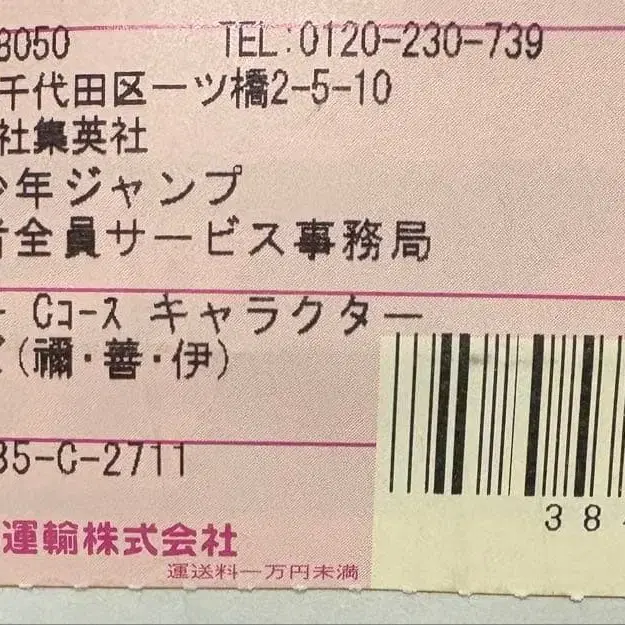 8050 TEL:0120-230-739
千代田区一ツ橋2-5-10
社集英社
少年ジャンプ
者全員サービス事務局
ー Cｺｰｽ キャラクター
ズ(禰・善・伊)
35-C-2711
運輸株式会社
運送料一万円未満
38